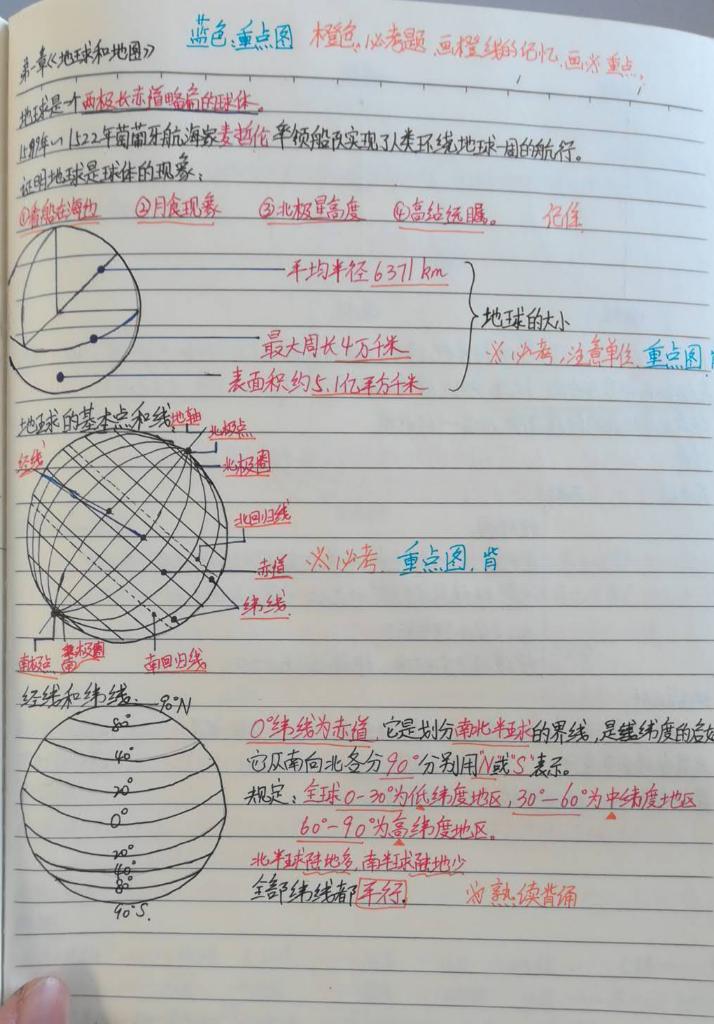 蓝色:重点图 橙色:必考题 画橙线的记忆,画※重点,
第一章《地球和地图》
地球是一个两极长赤道略扁的球体。
1522年葡萄牙航海家麦哲伦率领船队实现了人类环绕地球一周的航行。
证明地球是球体的现象:
①看船在海边 ②月食现象 ③北极星高度 ④高站远瞩。 记住
平均半径6371km
地球的大小
最大周长4万千米
※必考,注意单位,重点图
表面积约5.1亿平方千米
地球的基本点和线 地轴
北极点
经线
北极圈
北回归线
赤道 ※必考, 重点图,背
纬线
南极点 南极圈 南回归线
经线和纬线: 90°N
80°
0°纬线为赤道,它是划分南北半球的界线,是纬度的
40°
它从南向北各分90°分别用"N或"S"表示。
20°
规定:全球0-30°为低纬度地区,30°—60°为中纬度地区
0°
60°-90°为高纬度地区。
20°
北半球陆地多,南半球陆地少
40°
80°
全部纬线都平行。 ※熟读背诵
90°S.